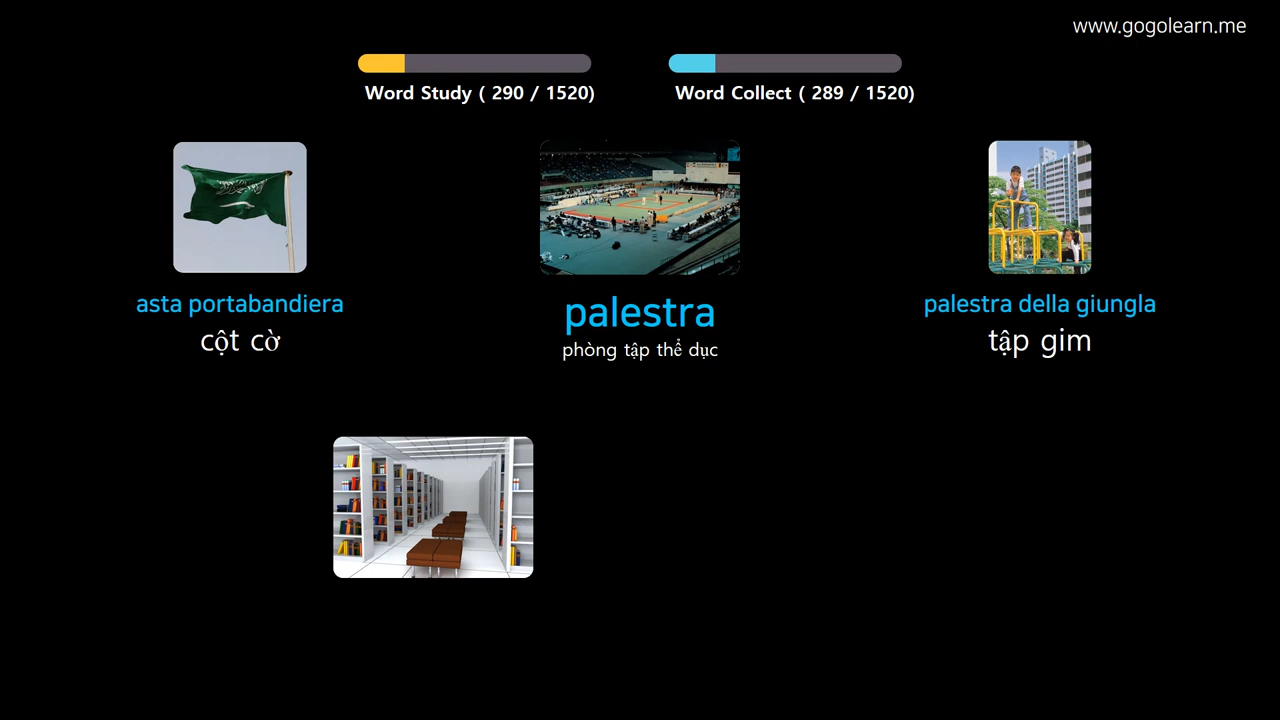 www.gogolearn.me
Word Study ( 290 / 1520)
Word Collect ( 289 / 1520)
asta portabandiera
cột cờ
palestra
phòng tập thể dục
palestra della giungla
tập gim